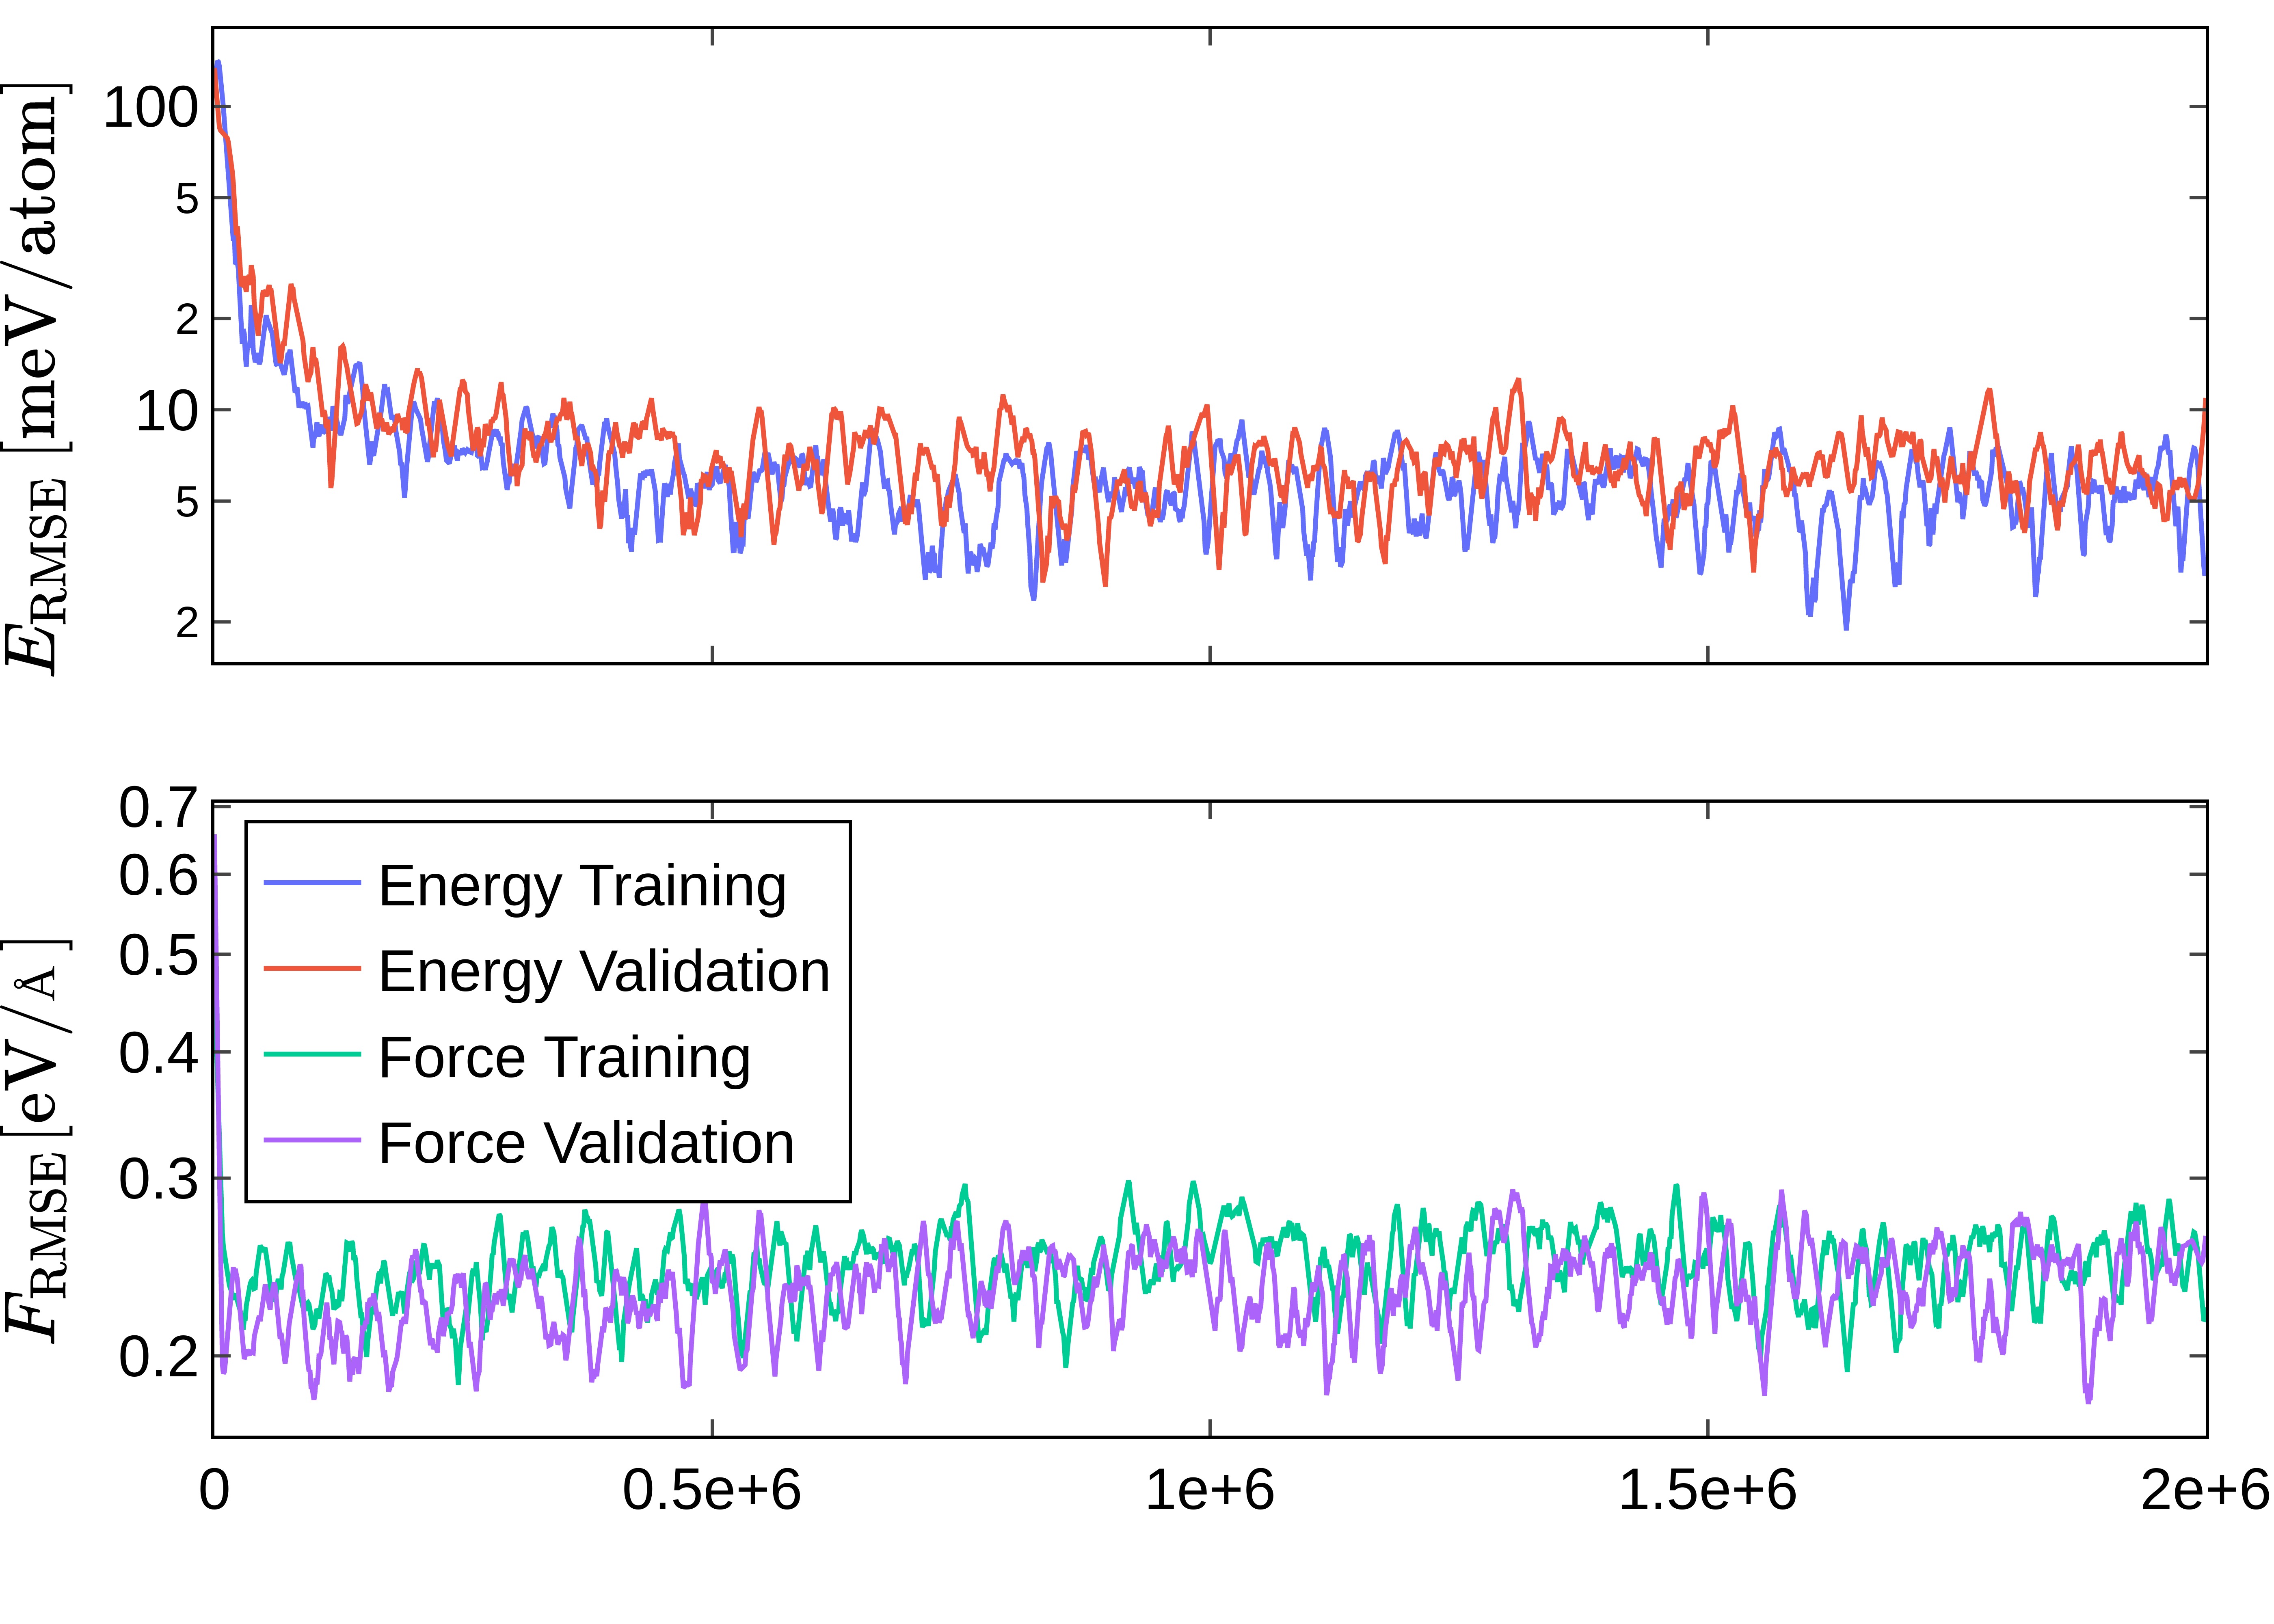 E_RMSE [meV/atom]
100
5
2
10
5
2
F_RMSE [eV/Å]
0.7
0.6
0.5
0.4
0.3
0.2
Energy Training
Energy Validation
Force Training
Force Validation
0 0.5e+6 1e+6 1.5e+6 2e+6